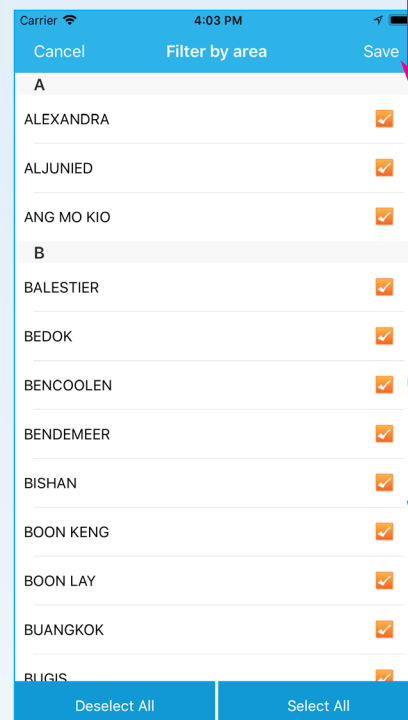 Carrier 4:03 PM
Cancel Filter by area Save
A
ALEXANDRA
ALJUNIED
ANG MO KIO
B
BALESTIER
BEDOK
BENCOOLEN
BENDEMEER
BISHAN
BOON KENG
BOON LAY
BUANGKOK
BUGIS
Deselect All Select All